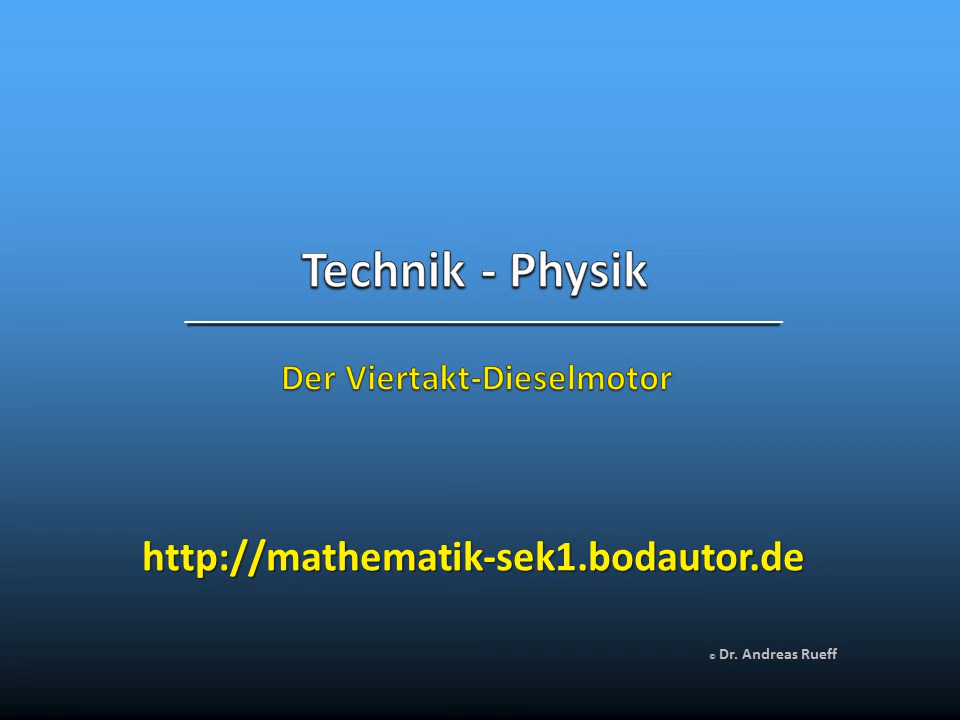 Technik - Physik
Der Viertakt-Dieselmotor
http://mathematik-sek1.bodautor.de
© Dr. Andreas Rueff